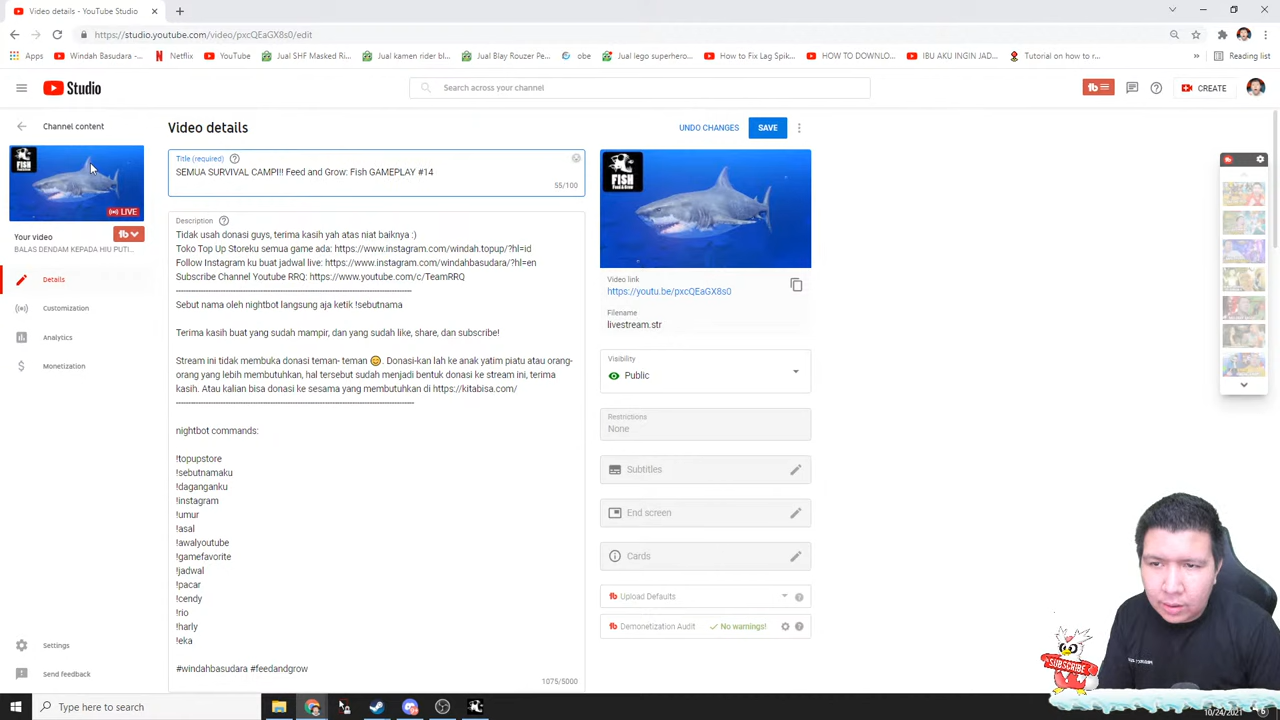 Video details - YouTube Studio
studio.youtube.com/video/pxcQEaGX8s0/edit
Apps
Windah Basudara -...
Netflix
YouTube
Jual SHF Masked Ri...
Jual kamen rider bl...
Jual Blay Rouzer Pe...
obe
Jual lego superhero...
How to Fix Lag Spik...
HOW TO DOWNLO...
IBU AKU INGIN JAD...
Tutorial on how to r...
»
Reading list
Studio
Search across your channel
CREATE
Channel content
Video details
UNDO CHANGES
SAVE
FISH
LIVE
Your video
BALAS DENDAM KEPADA HIU PUTI...
Details
Customization
Analytics
Monetization
Settings
Send feedback
Title (required)
SEMUA SURVIVAL CAMPI!! Feed and Grow: Fish GAMEPLAY #14
55/100
Description
Tidak usah donasi guys, terima kasih yah atas niat baiknya :)
Toko Top Up Storeku semua game ada: https://www.instagram.com/windah.topup/?hl=id
Follow Instagram ku buat jadwal live: https://www.instagram.com/windahbasudara/?hl=en
Subscribe Channel Youtube RRQ: https://www.youtube.com/c/TeamRRQ
Sebut nama oleh nightbot langsung aja ketik !sebutnama
Terima kasih buat yang sudah mampir, dan yang sudah like, share, dan subscribe!
Stream ini tidak membuka donasi teman- teman 😊. Donasi-kan lah ke anak yatim piatu atau orang-
orang yang lebih membutuhkan, hal tersebut sudah menjadi bentuk donasi ke stream ini, terima
kasih. Atau kalian bisa donasi ke sesama yang membutuhkan di https://kitabisa.com/
nightbot commands:
!topupstore
!sebutnamaku
!daganganku
!instagram
!umur
!asal
!awalyoutube
!gamefavorite
!jadwal
!pacar
!cendy
!rio
!harly
!eka
#windahbasudara #feedandgrow
1075/5000
FISH
Feed & Grow
Video link
https://youtu.be/pxcQEaGX8s0
Filename
livestream.str
Visibility
Public
Restrictions
None
Subtitles
End screen
Cards
Upload Defaults
Demonetization Audit
No warnings!
SUBSCRIBE
Type here to search
10/24/2021